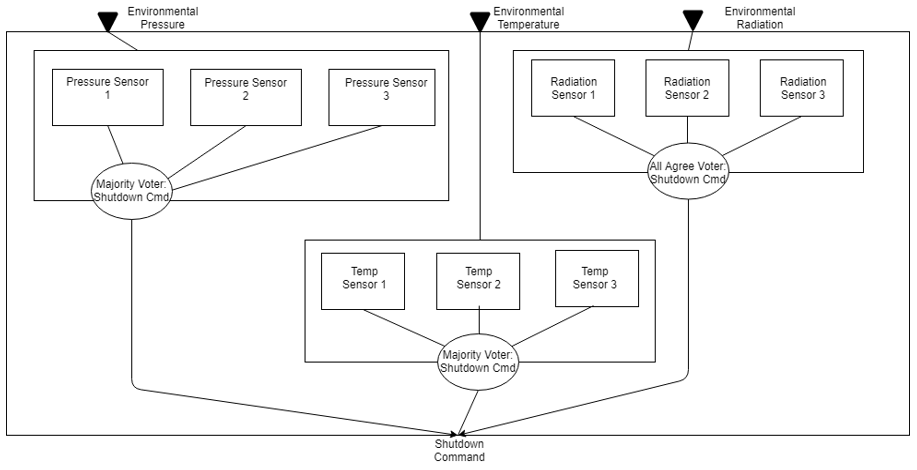 Environmental
Pressure
Environmental
Temperature
Environmental
Radiation
Pressure Sensor
1
Pressure Sensor
2
Pressure Sensor
3
Radiation
Sensor 1
Radiation
Sensor 2
Radiation
Sensor 3
Majority Voter:
Shutdown Cmd
All Agree Voter:
Shutdown Cmd
Temp
Sensor 1
Temp
Sensor 2
Temp
Sensor 3
Majority Voter:
Shutdown Cmd
Shutdown
Command